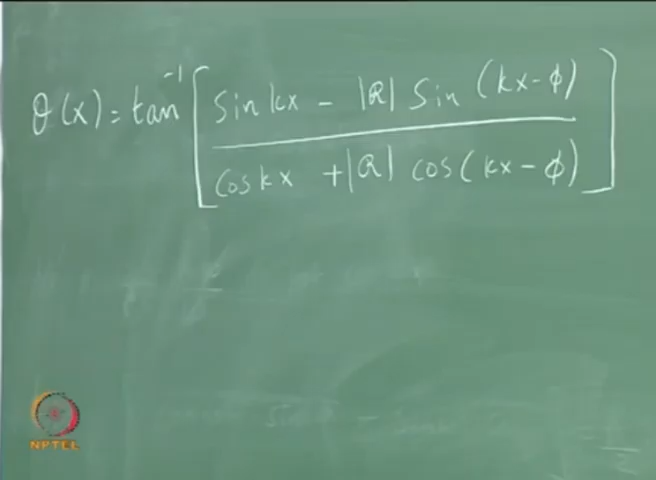 θ(x) = tan⁻¹ [ sin kx - |R| sin (kx-ϕ)
cos kx + |R| cos (kx-ϕ) ]
NPTEL